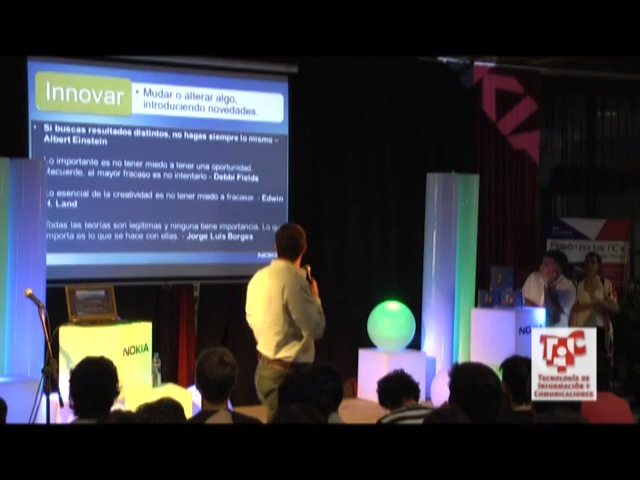 Innovar
• Mudar o alterar algo,
introduciendo novedades.
• Si buscas resultados distintos, no hagas siempre lo mismo –
Albert Einstein
Lo importante es no tener miedo a tener una oportunidad.
Recuerde, el mayor fracaso es no intentarlo - Debbi Fields
Lo esencial de la creatividad es no tener miedo a fracasar. - Edwin
H. Land
Todas las teorías son legítimas y ninguna tiene importancia. Lo que
importa es lo que se hace con ellas. - Jorge Luis Borges
NOKIA
NOKIA
NOKIA
TECNOLOGÍA DE
INFORMACIÓN Y
COMUNICACIONES